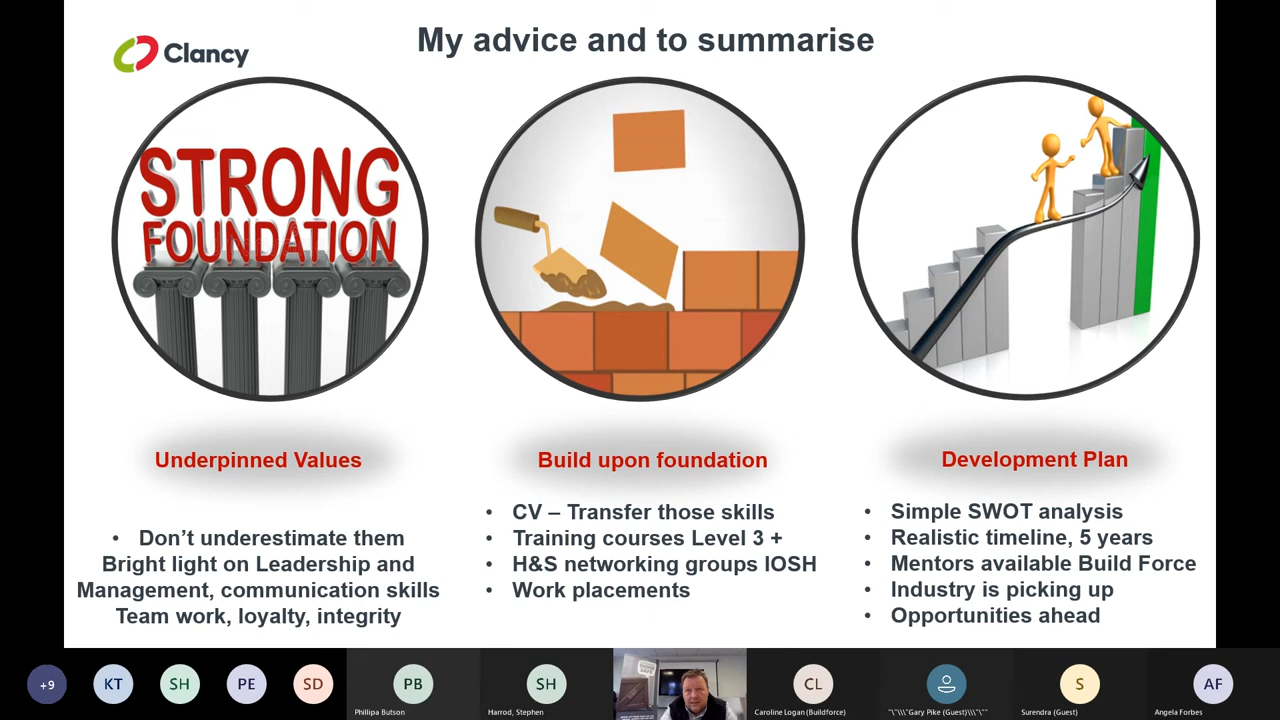 Clancy
My advice and to summarise
STRONG
FOUNDATION
Underpinned Values
• Don’t underestimate them
Bright light on Leadership and
Management, communication skills
Team work, loyalty, integrity
Build upon foundation
• CV – Transfer those skills
• Training courses Level 3 +
• H&S networking groups IOSH
• Work placements
Development Plan
• Simple SWOT analysis
• Realistic timeline, 5 years
• Mentors available Build Force
• Industry is picking up
• Opportunities ahead
+9
KT
SH
PE
SD
PB
Phillipa Butson
SH
Harrod, Stephen
CL
Caroline Logan (Buildforce)
"\"\\\"Gary Pike (Guest)\\\"\""
S
Surendra (Guest)
AF
Angela Forbes